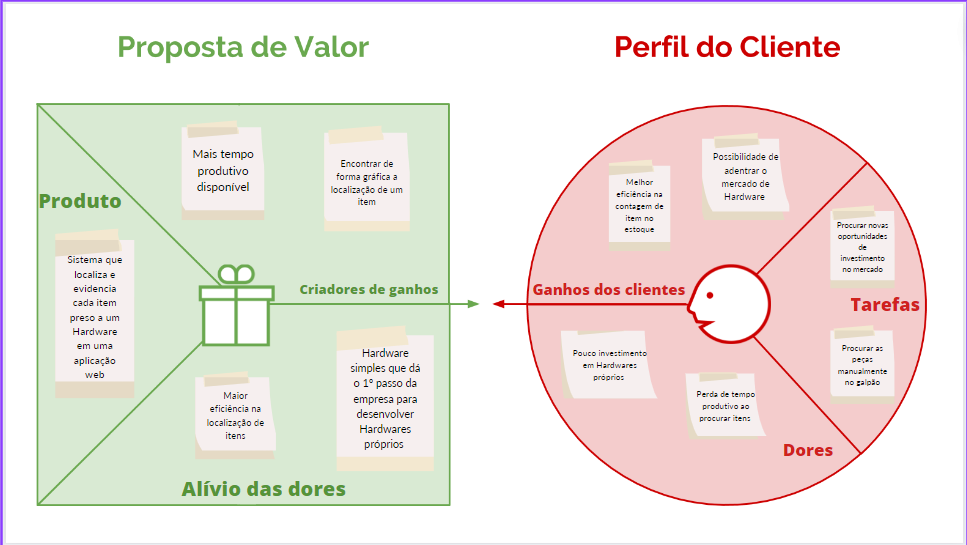 Proposta de Valor
Produto
Sistema que
localiza e
evidencia
cada item
preso a um
Hardware
em uma
aplicação
web
Mais tempo
produtivo
disponível
Encontrar de
forma gráfica a
localização de um
item
Criadores de ganhos
Maior
eficiência na
localização de
itens
Hardware
simples que dá
o 1º passo da
empresa para
desenvolver
Hardwares
próprios
Alívio das dores
Perfil do Cliente
Melhor
eficiência na
contagem de
item no
estoque
Possibilidade de
adentrar o
mercado de
Hardware
Ganhos dos clientes
Procurar novas
oportunidades
de
investimento
no mercado
Tarefas
Procurar as
peças
manualmente
no galpão
Pouco investimento
em Hardwares
próprios
Perda de tempo
produtivo ao
procurar itens
Dores